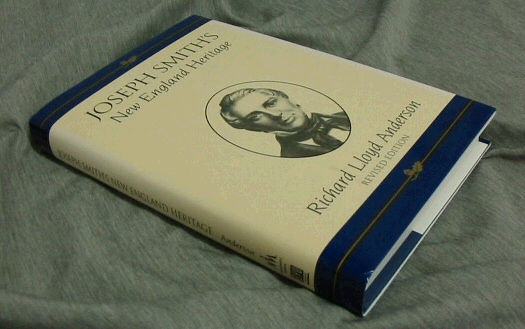 JOSEPH SMITH'S
New England Heritage
Richard Lloyd Anderson
REVISED EDITION
JOSEPH SMITH'S NEW ENGLAND HERITAGE Anderson